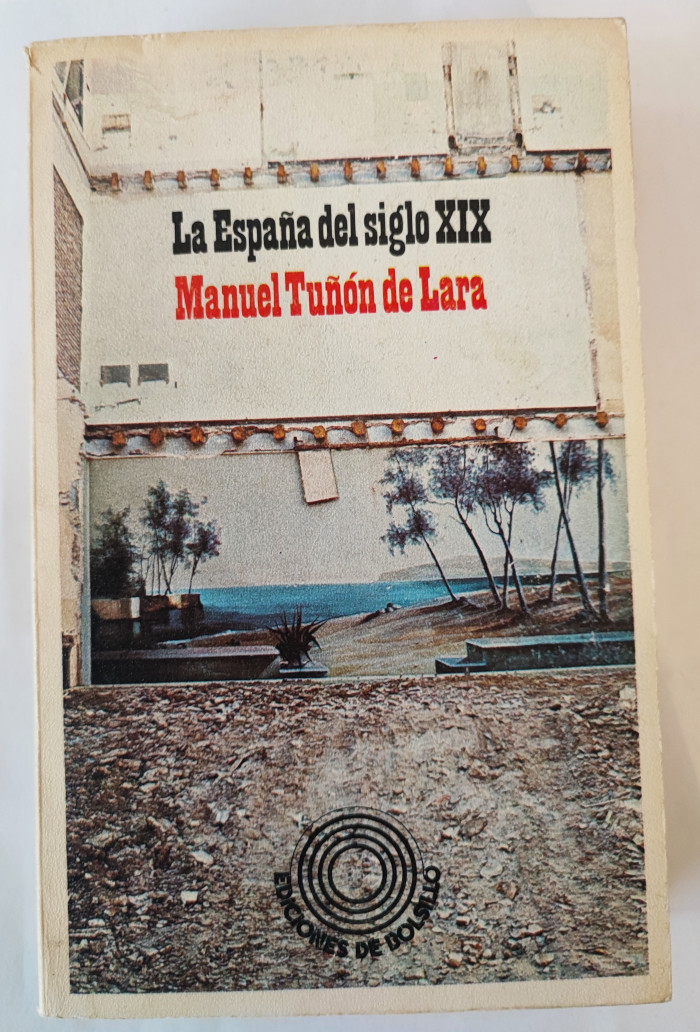 La España del siglo XIX
Manuel Tuñón de Lara
EDICIONES DE BOLSILLO